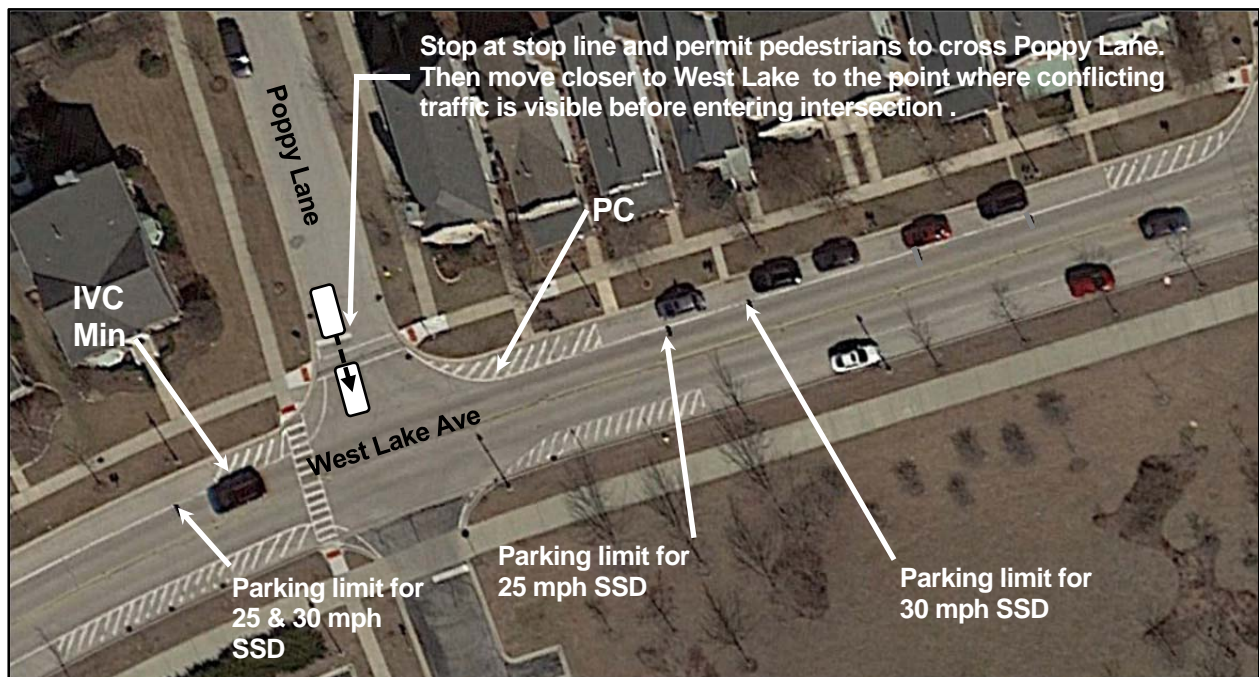 Stop at stop line and permit pedestrians to cross Poppy Lane.
Then move closer to West Lake to the point where conflicting
traffic is visible before entering intersection .
Poppy Lane
PC
IVC
Min
West Lake Ave
Parking limit for
25 & 30 mph
SSD
Parking limit for
25 mph SSD
Parking limit for
30 mph SSD